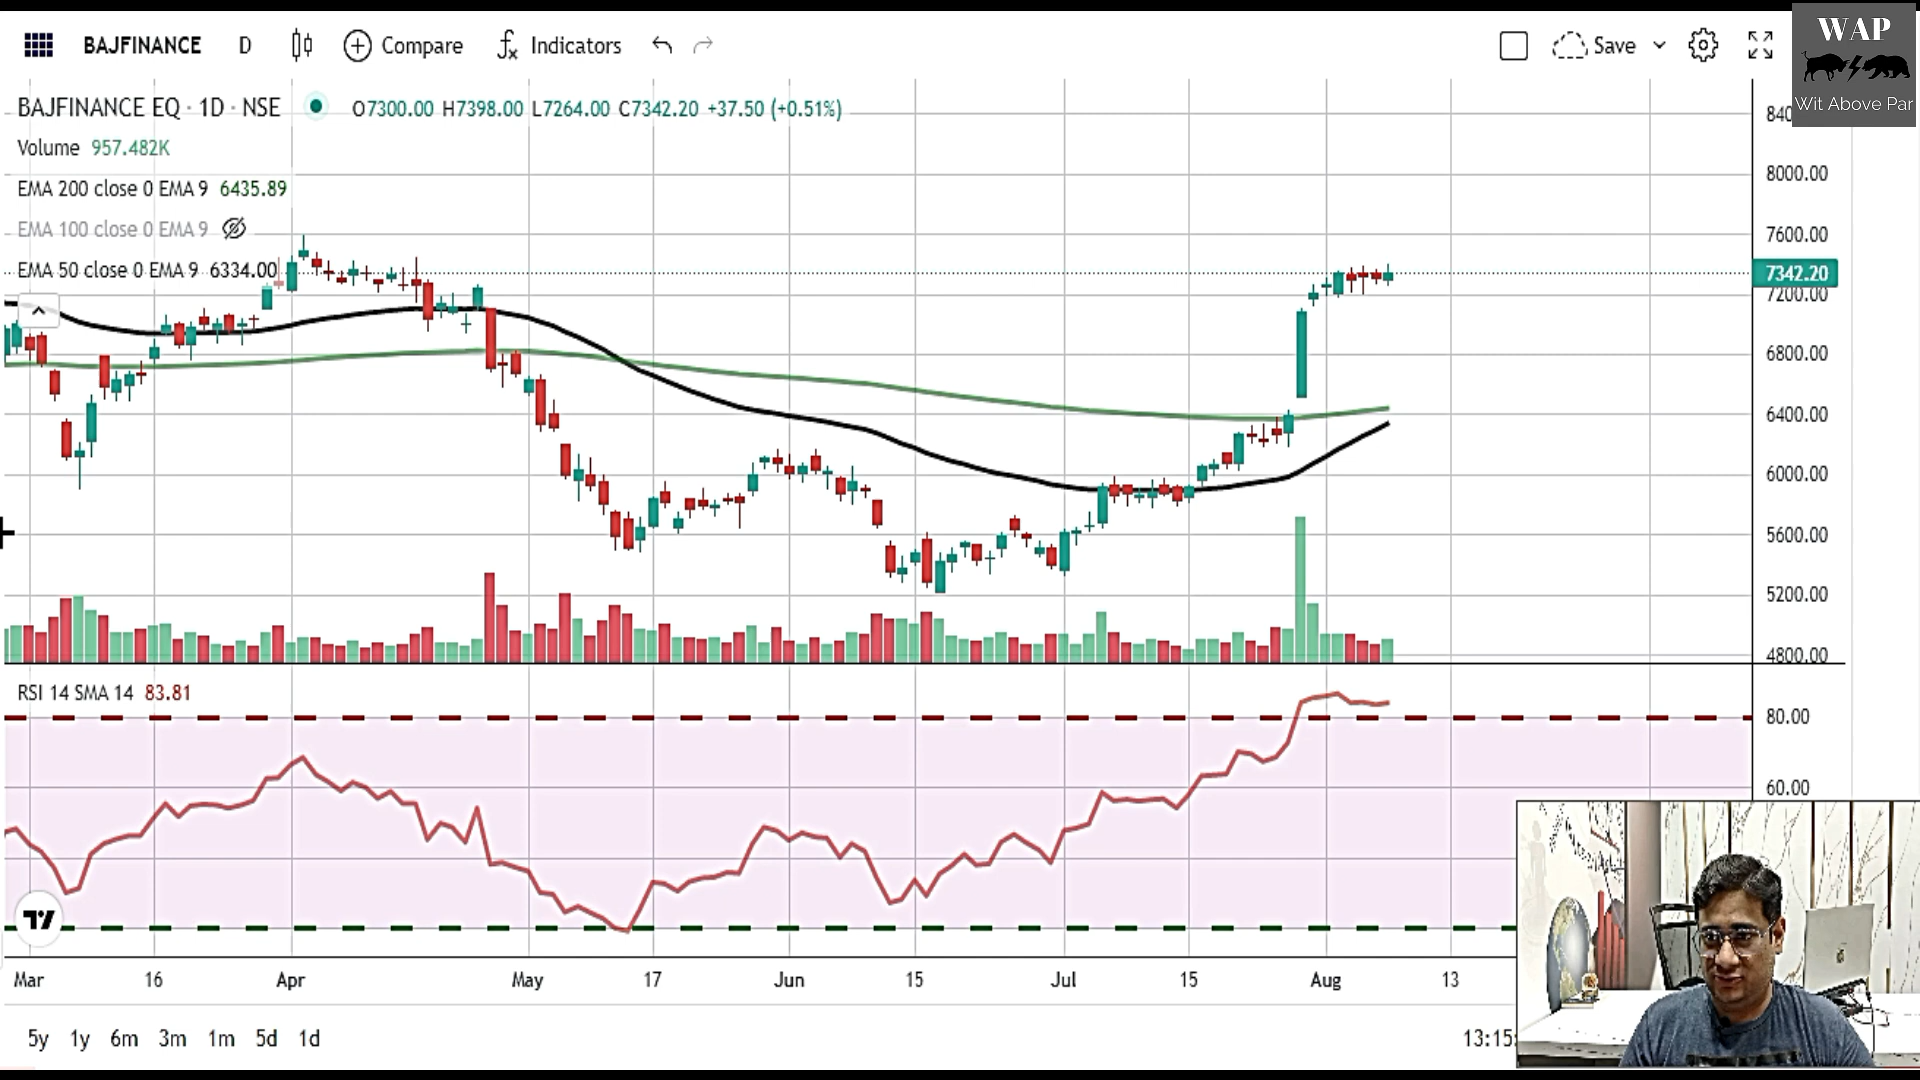 BAJFINANCE D Compare Indicators Save
WAP
Wit Above Par
BAJFINANCE EQ · 1D · NSE O7300.00 H7398.00 L7264.00 C7342.20 +37.50 (+0.51%)
Volume 957.482K
EMA 200 close 0 EMA 9 6435.89
EMA 100 close 0 EMA 9
EMA 50 close 0 EMA 9 6334.00
840
8000.00
7600.00
7342.20
7200.00
6800.00
6400.00
6000.00
5600.00
5200.00
4800.00
RSI 14 SMA 14 83.81
80.00
60.00
Mar 16 Apr May 17 Jun 15 Jul 15 Aug 13
5y 1y 6m 3m 1m 5d 1d
13:15: